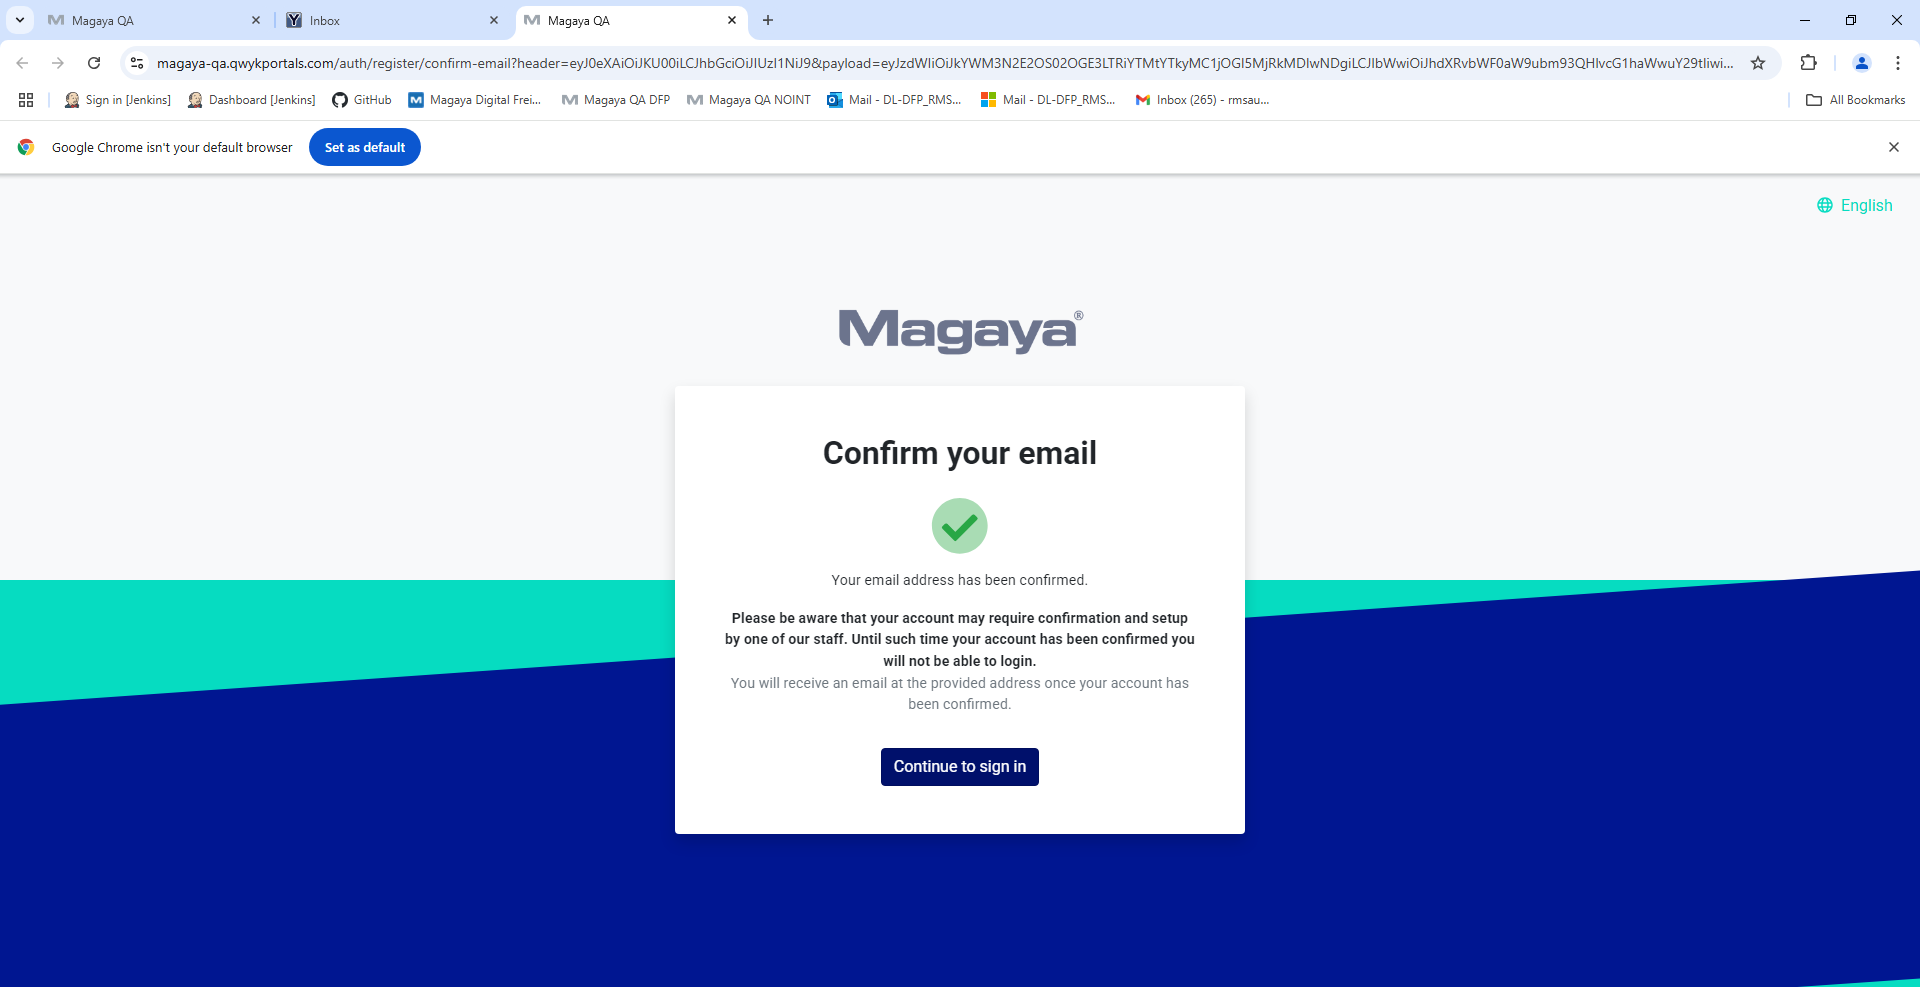 Magaya QA
Inbox
Magaya QA
magaya-qa.qwykportals.com/auth/register/confirm-email?header=eyJ0eXAiOiJKU00iLCJhbGciOiJIUzI1NiJ9&payload=eyJzdWIiOiJkYWM3N2E2OS02OGE3LTRiYTMtYTkyMC1jOGI5MjRkMDIwNDgiLCJlbWwiOiJhdXRvbWF0aW9ubm93QHlvcG1haWwuY29tIiwi...
Sign in [Jenkins]
Dashboard [Jenkins]
GitHub
Magaya Digital Frei...
Magaya QA DFP
Magaya QA NOINT
Mail - DL-DFP_RMS...
Mail - DL-DFP_RMS...
Inbox (265) - rmsau...
All Bookmarks
Google Chrome isn't your default browser
Set as default
English
Magaya®
Confirm your email
Your email address has been confirmed.
Please be aware that your account may require confirmation and setup
by one of our staff. Until such time your account has been confirmed you
will not be able to login.
You will receive an email at the provided address once your account has
been confirmed.
Continue to sign in